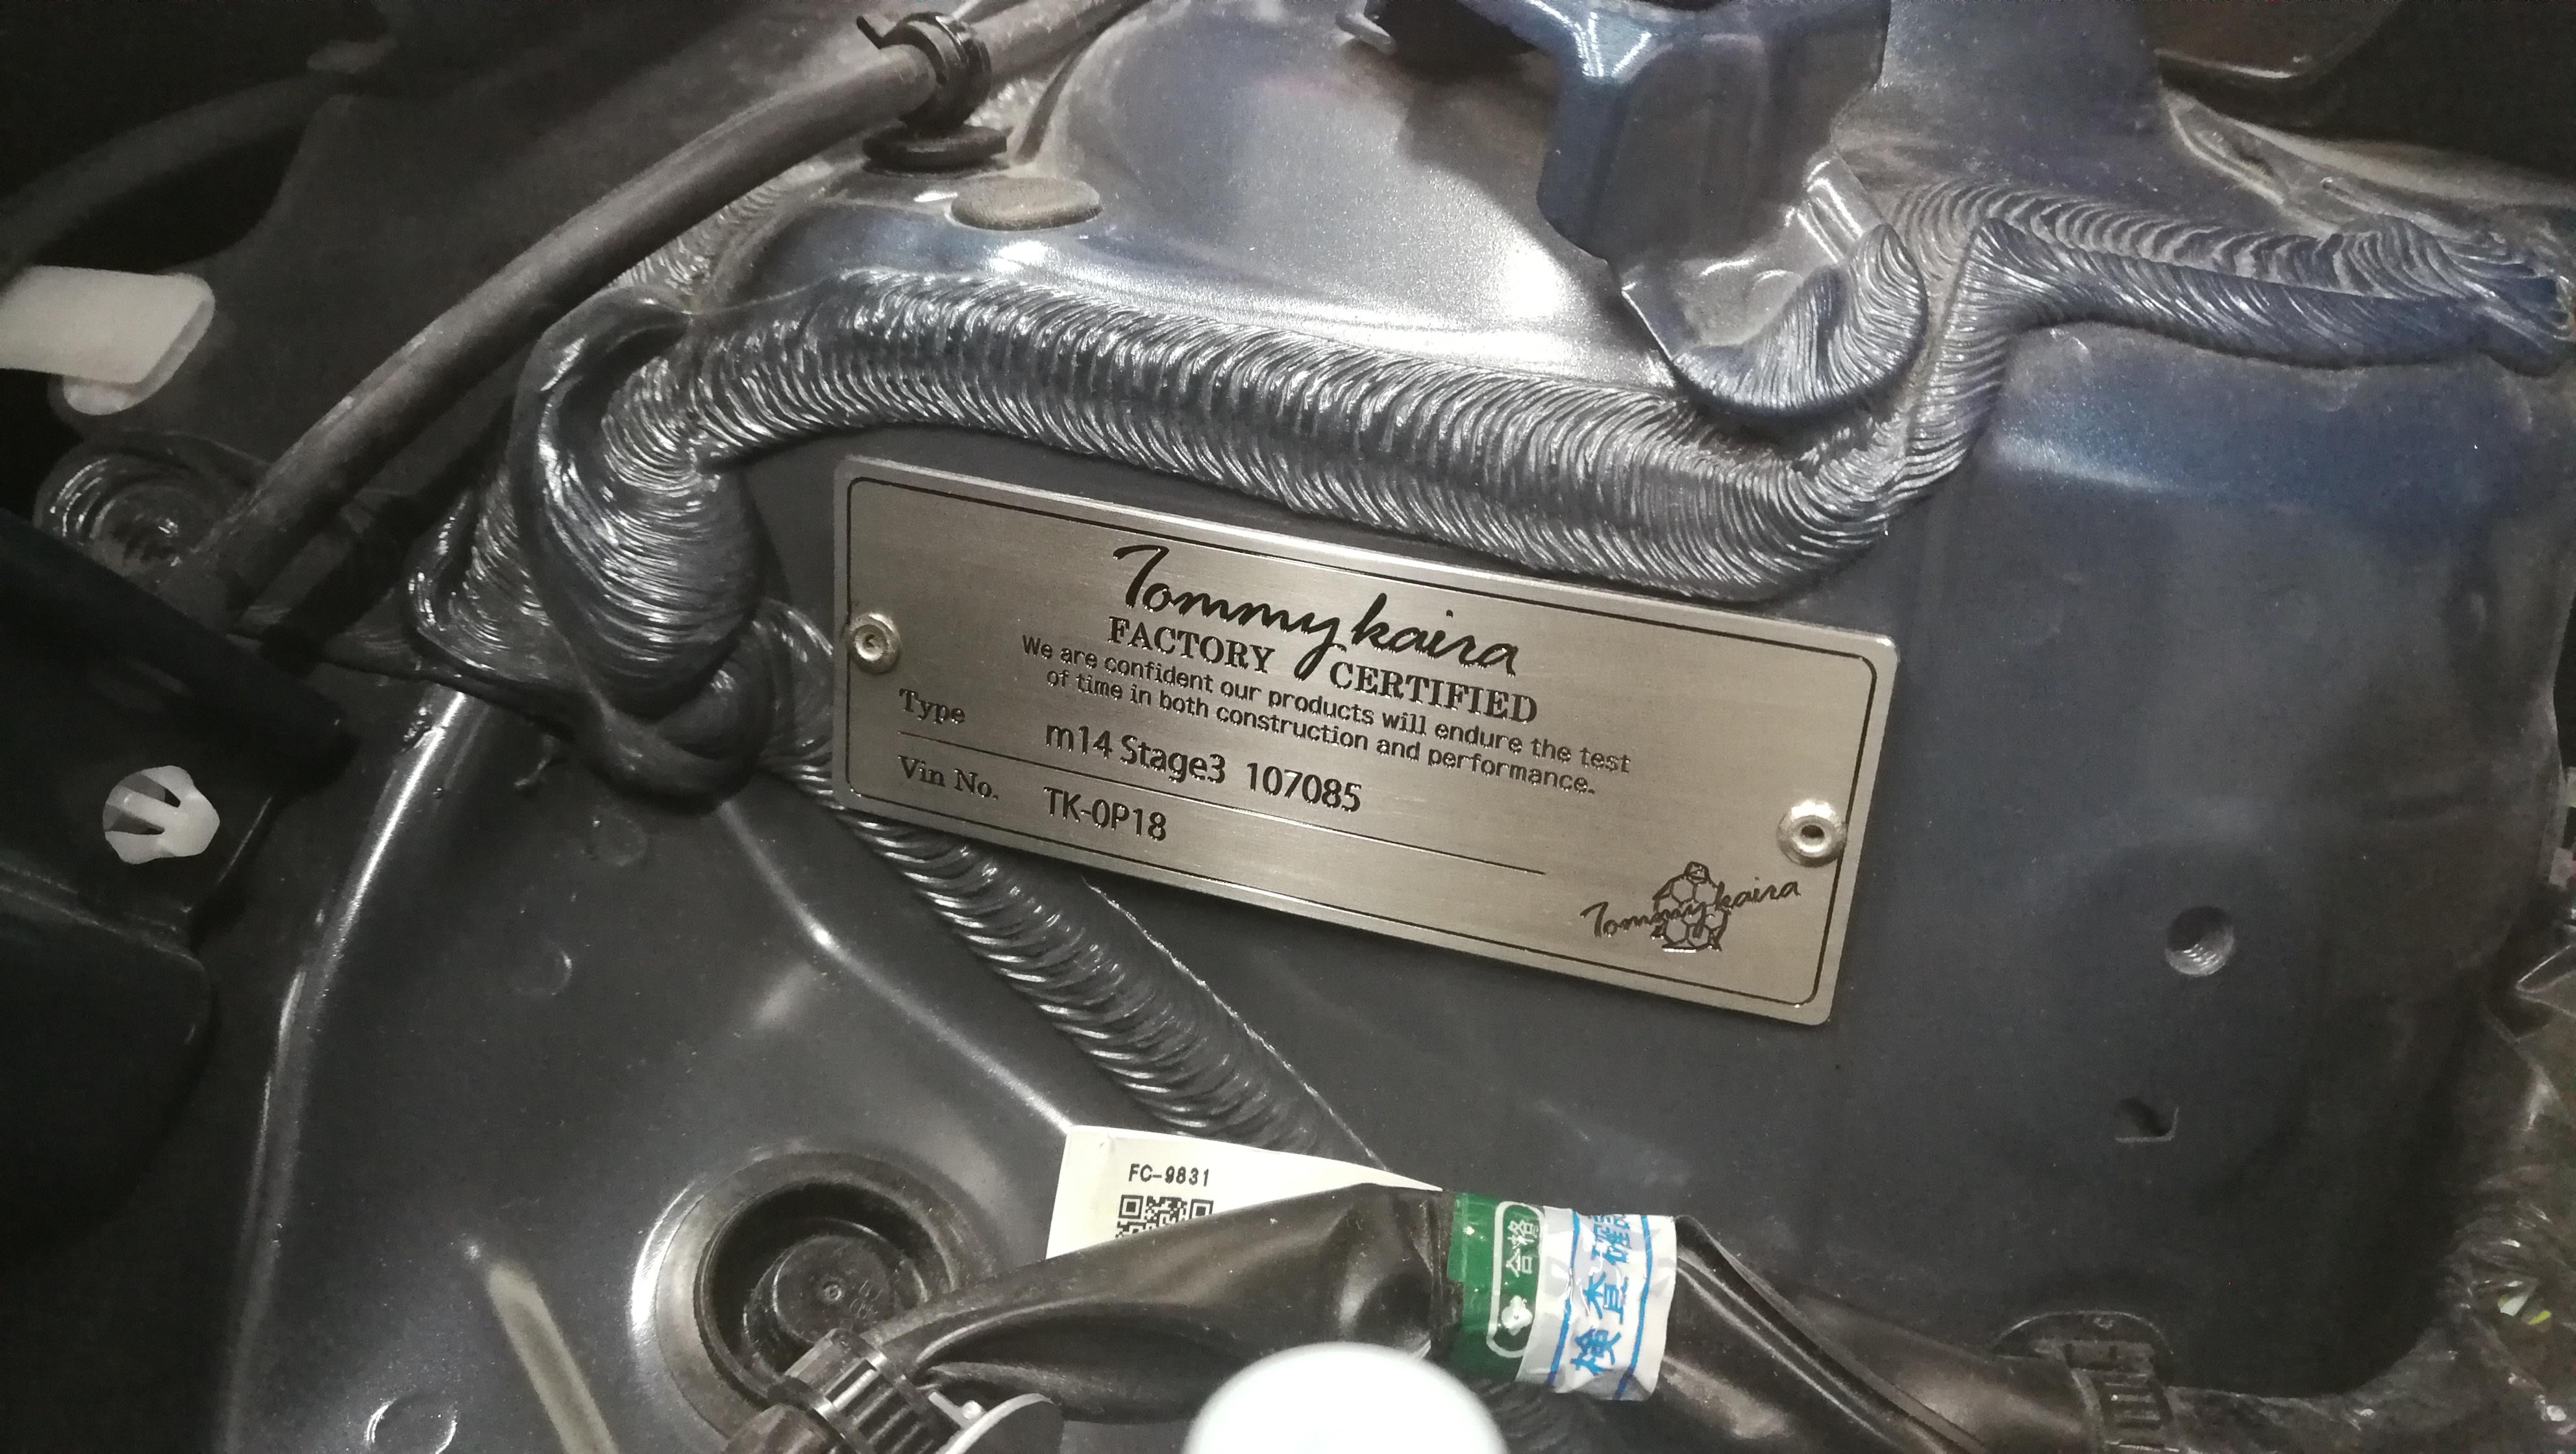 Tommykaira
FACTORY CERTIFIED
We are confident our products will endure the test
of time in both construction and performance.
Type m14 Stage3 107085
Vin No. TK-0P18
Tommykaira
FC-9831
合格
検査確認